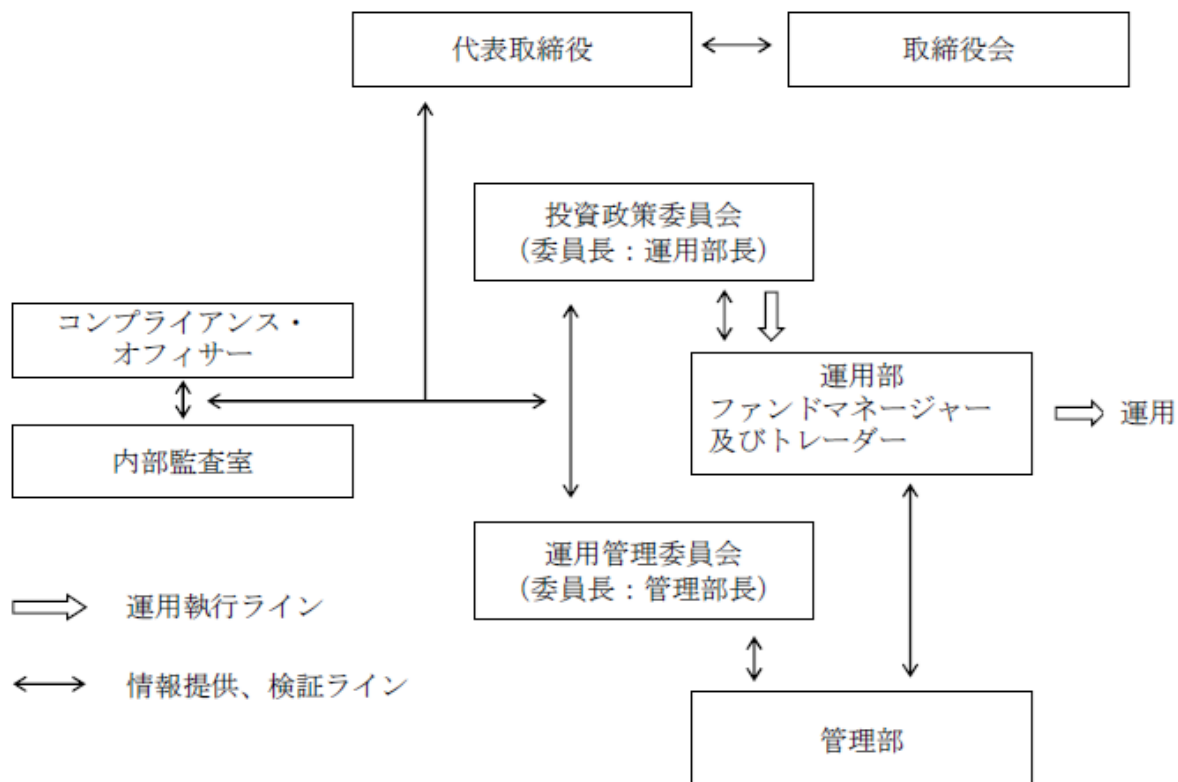 代表取締役
取締役会
投資政策委員会
(委員長：運用部長)
コンプライアンス・
オフィサー
運用部
ファンドマネージャー
及びトレーダー
運用
内部監査室
運用管理委員会
(委員長：管理部長)
運用執行ライン
情報提供、検証ライン
管理部